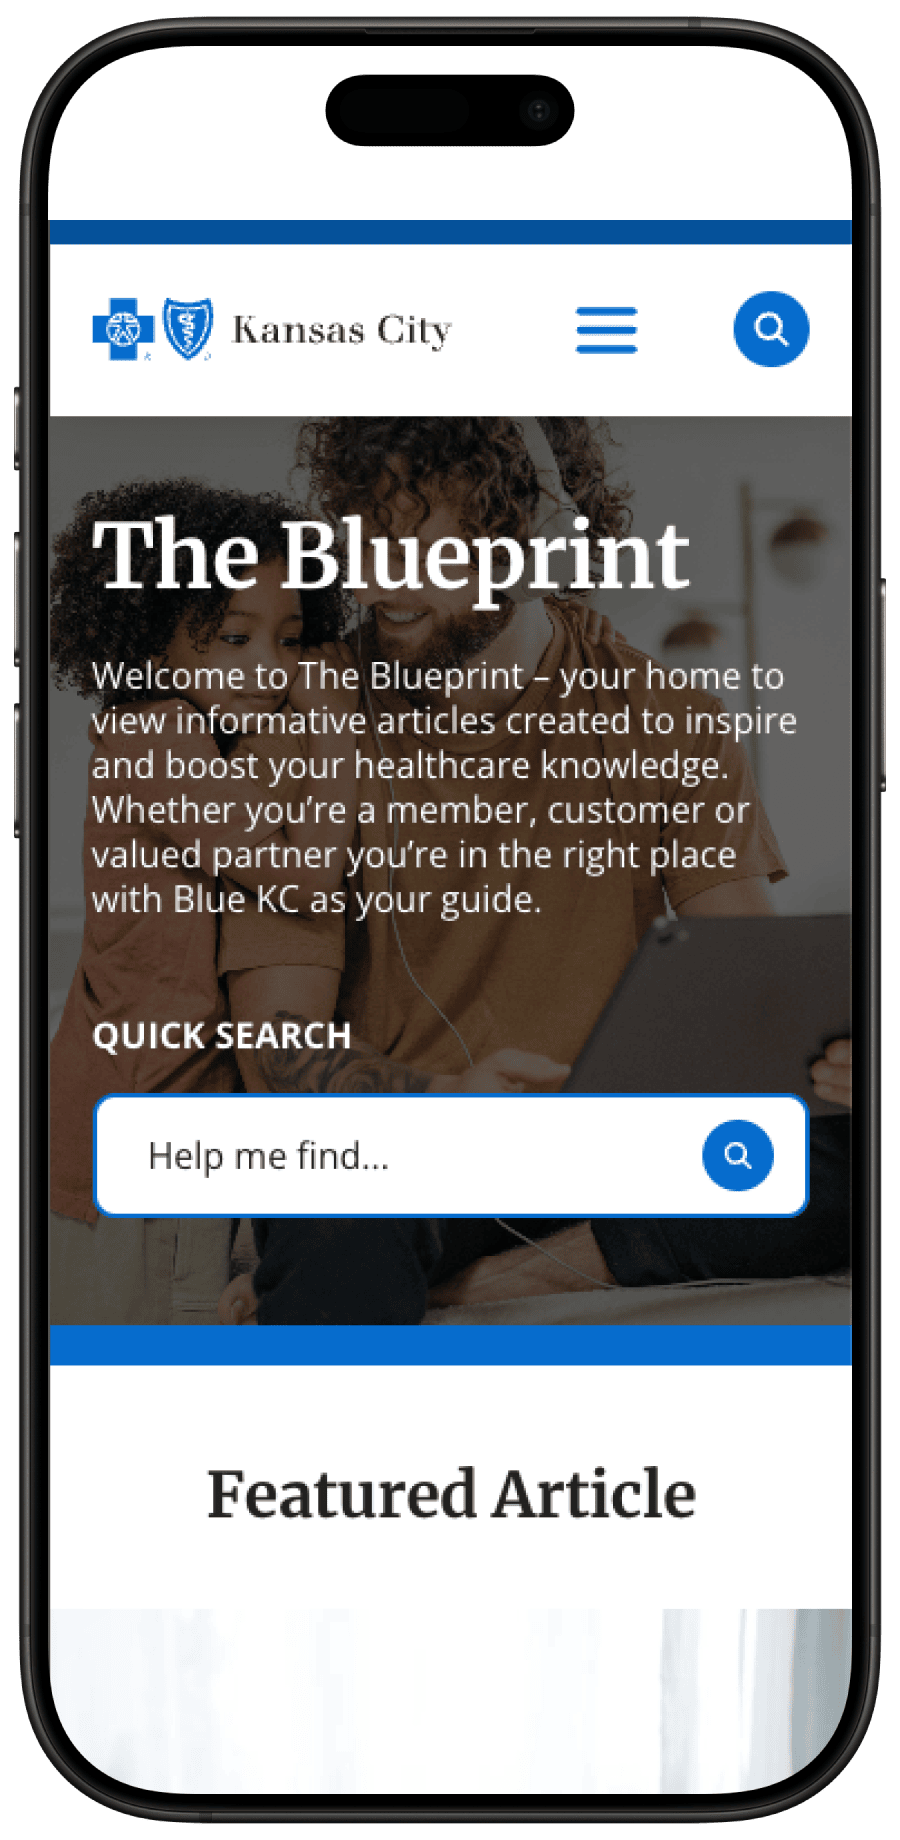 Kansas City
The Blueprint
Welcome to The Blueprint – your home to
view informative articles created to inspire
and boost your healthcare knowledge.
Whether you’re a member, customer or
valued partner you’re in the right place
with Blue KC as your guide.
QUICK SEARCH
Help me find...
Featured Article